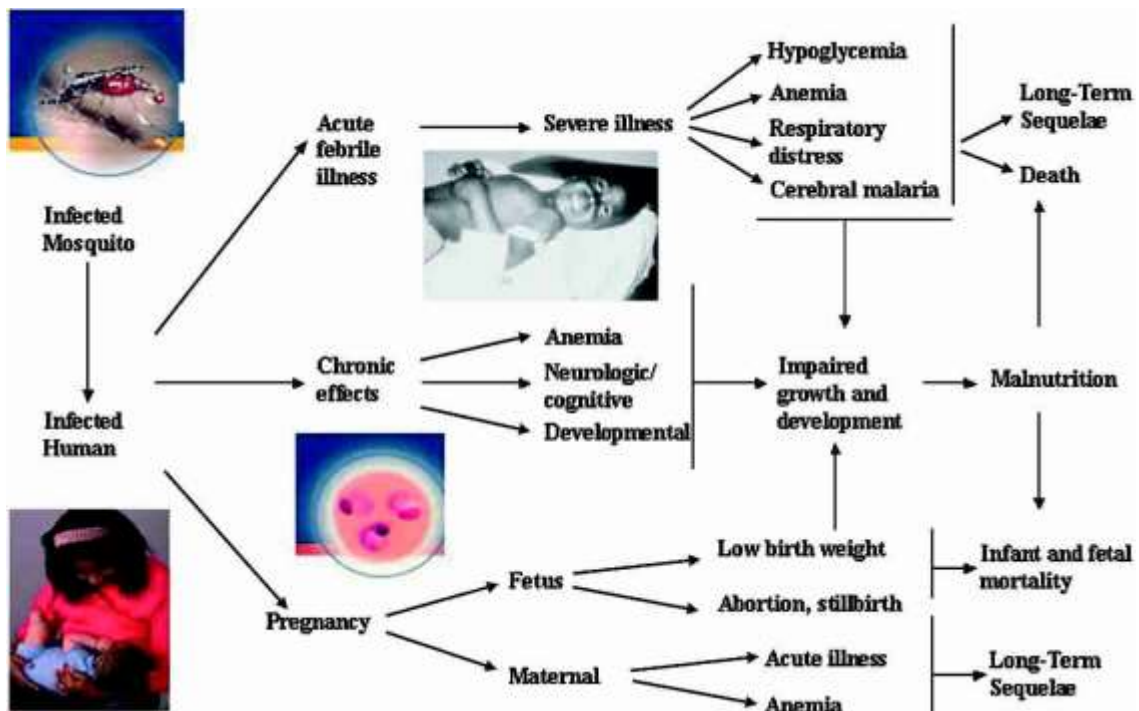 Infected
Mosquito
Infected
Human
Acute
febrile
illness
Severe illness
Hypoglycemia
Anemia
Respiratory
distress
Cerebral malaria
Long-Term
Sequelae
Death
Chronic
effects
Anemia
Neurologic/
cognitive
Developmental
Impaired
growth and
development
Malnutrition
Pregnancy
Fetus
Low birth weight
Abortion, stillbirth
Infant and fetal
mortality
Maternal
Acute illness
Anemia
Long-Term
Sequelae